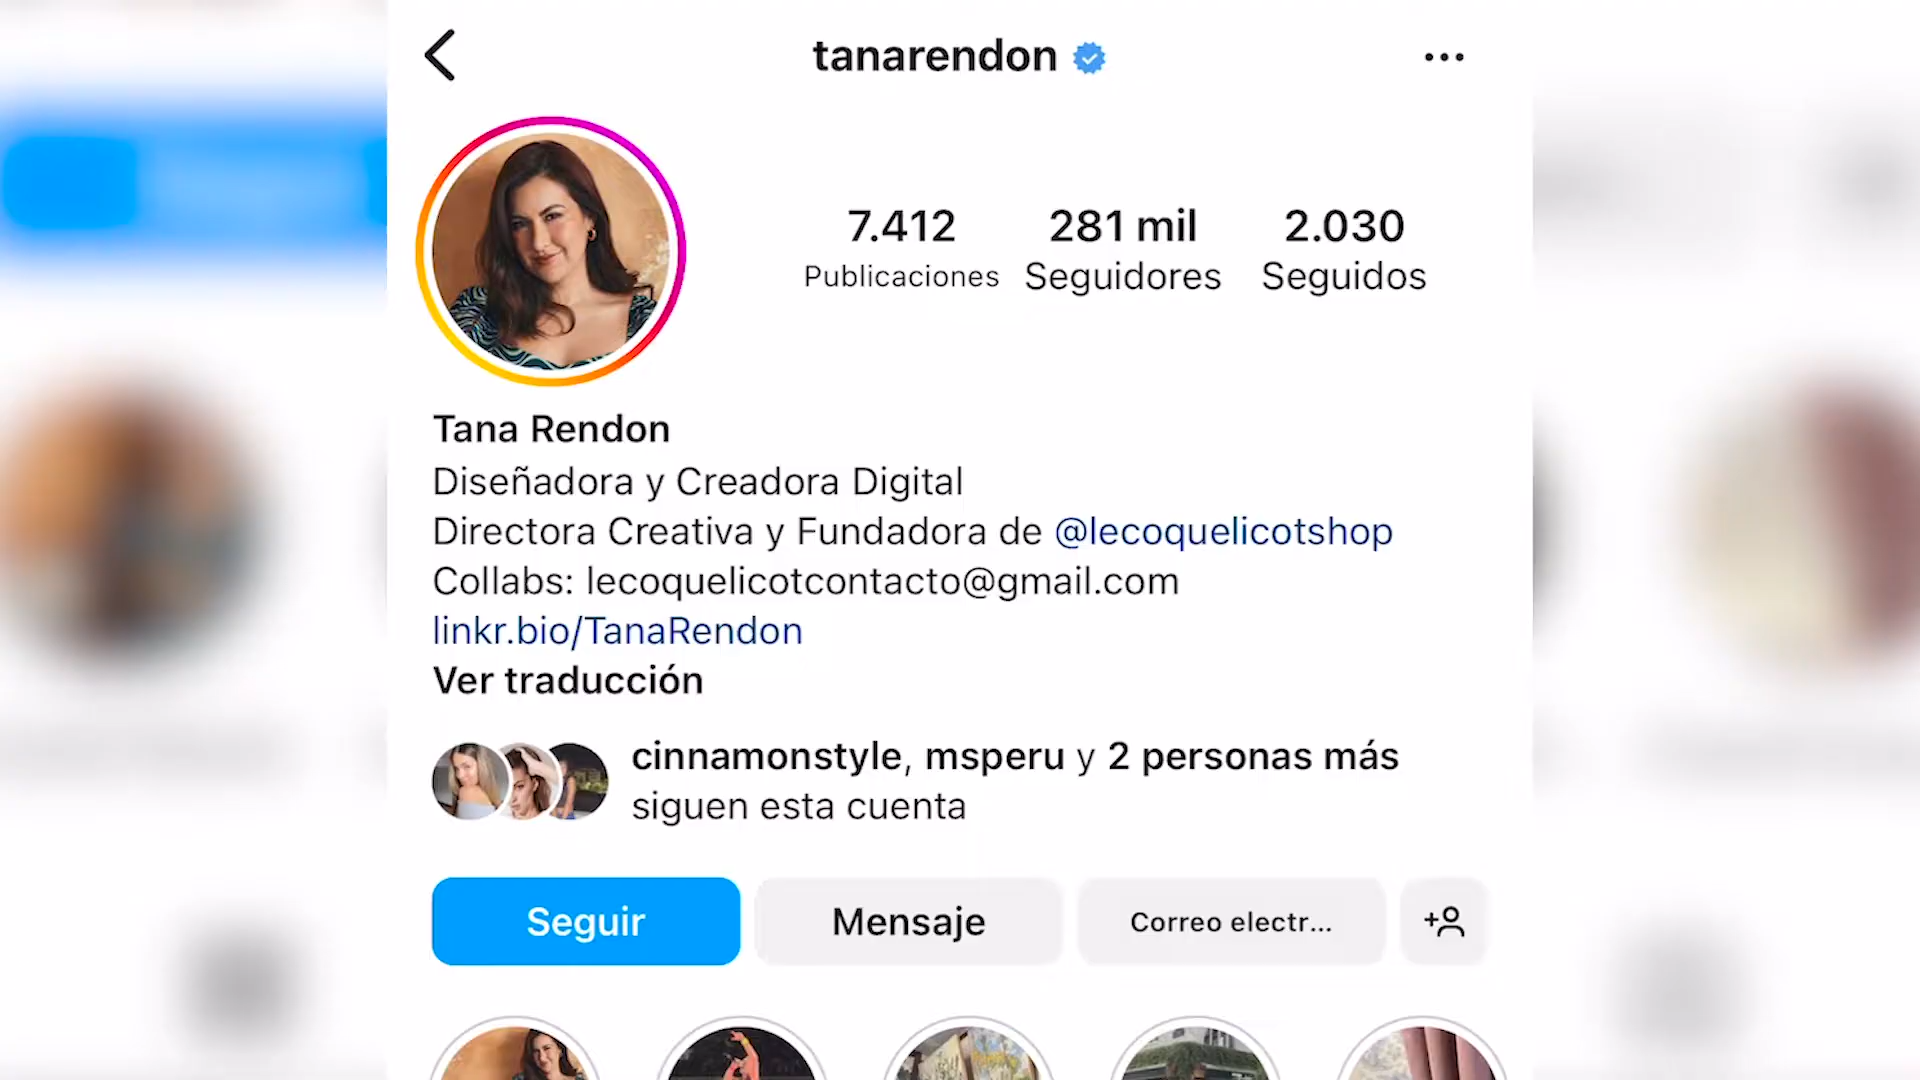 tanarendon
7.412 281 mil 2.030
Publicaciones Seguidores Seguidos
Tana Rendon
Diseñadora y Creadora Digital
Directora Creativa y Fundadora de @lecoquelicotshop
Collabs: lecoquelicotcontacto@gmail.com
linkr.bio/TanaRendon
Ver traducción
cinnamonstyle, msperu y 2 personas más
siguen esta cuenta
Seguir Mensaje Correo electr...